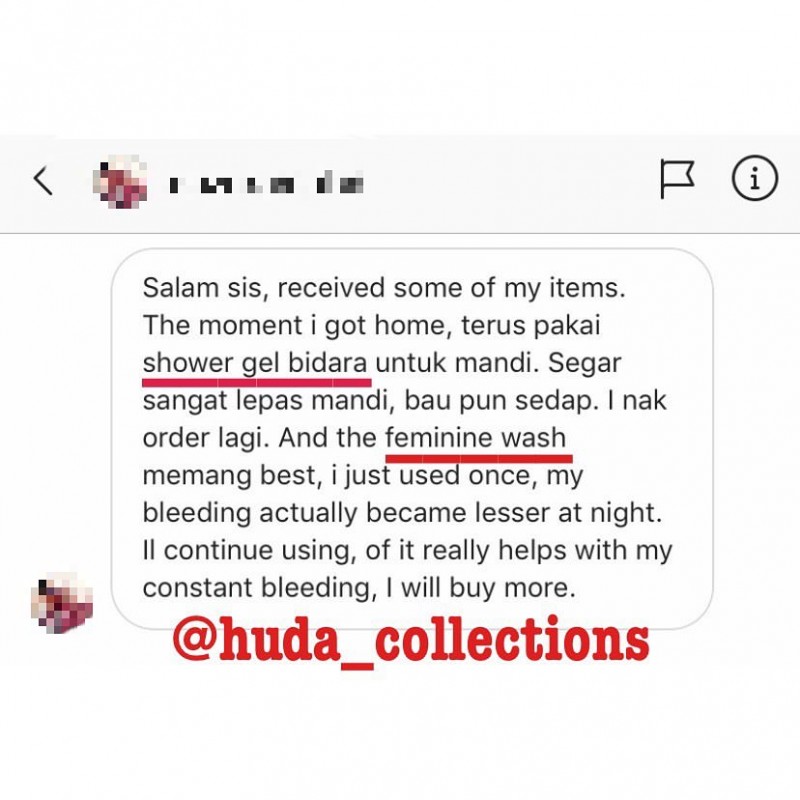 Salam sis, received some of my items.
The moment i got home, terus pakai
shower gel bidara untuk mandi. Segar
sangat lepas mandi, bau pun sedap. I nak
order lagi. And the feminine wash
memang best, i just used once, my
bleeding actually became lesser at night.
Il continue using, of it really helps with my
constant bleeding, I will buy more.
@huda_collections